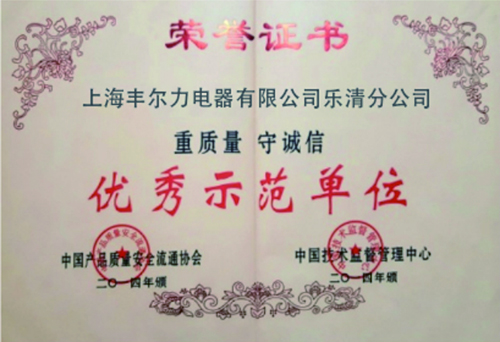 荣誉证书
上海丰尔力电器有限公司乐清分公司
重质量 守诚信
优秀示范单位
中国产品质量安全流通协会
二〇一四年颁
中国技术监督管理中心
二〇一四年颁